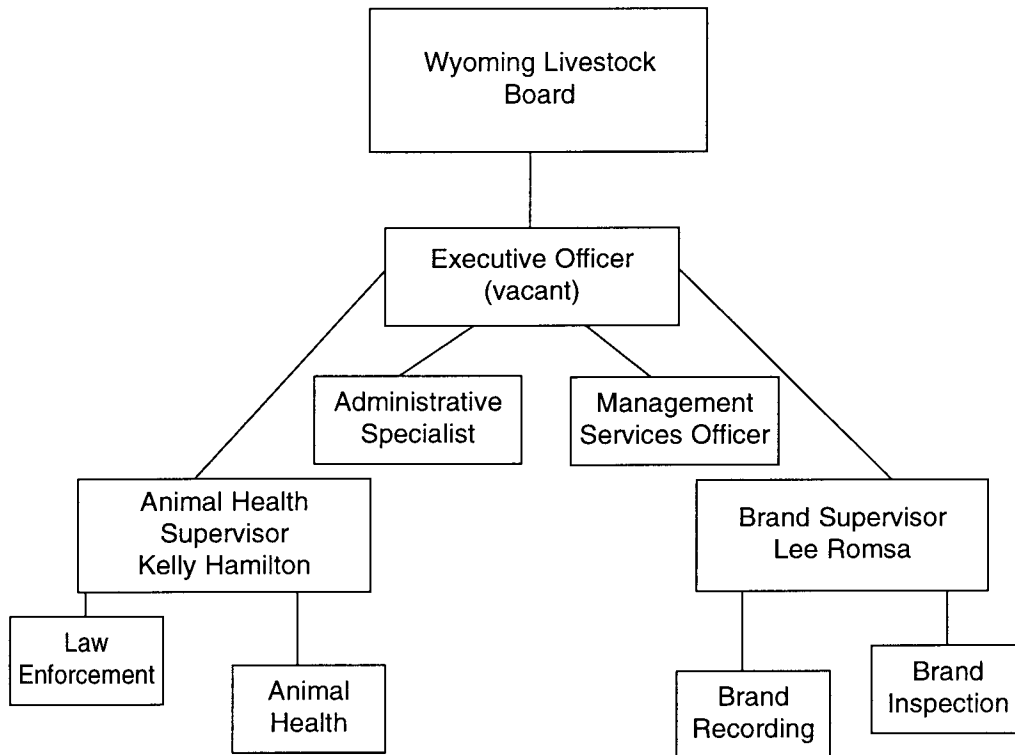 Wyoming Livestock
Board
Executive Officer
(vacant)
Administrative
Specialist
Management
Services Officer
Animal Health
Supervisor
Kelly Hamilton
Brand Supervisor
Lee Romsa
Law
Enforcement
Animal
Health
Brand
Recording
Brand
Inspection